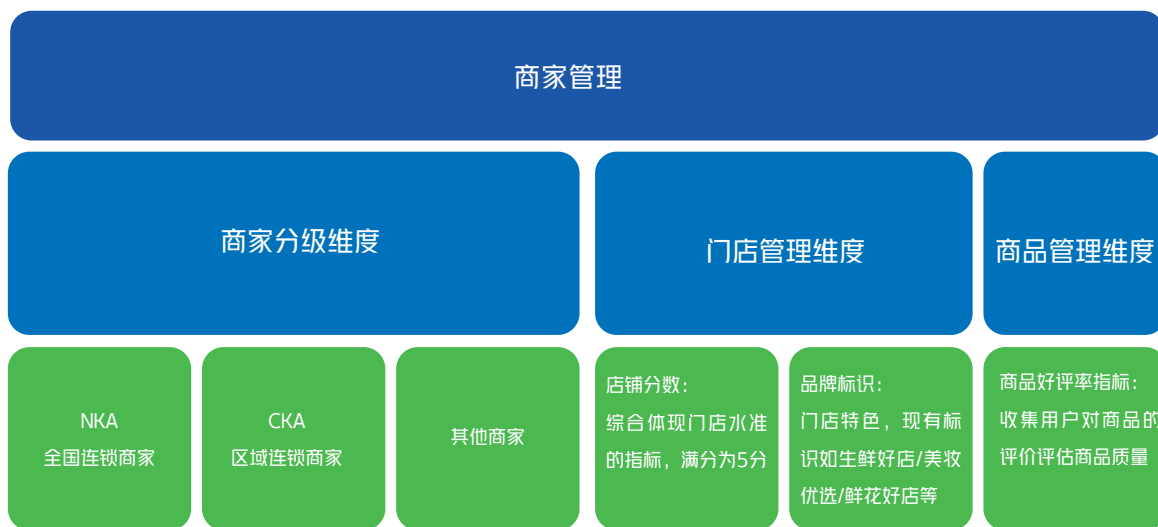 商家管理
商家分级维度
门店管理维度
商品管理维度
NKA
全国连锁商家
CKA
区域连锁商家
其他商家
店铺分数：
综合体现门店水准
的指标，满分为5分
品牌标识：
门店特色，现有标
识如生鲜好店/美妆
优选/鲜花好店等
商品好评率指标：
收集用户对商品的
评价评估商品质量